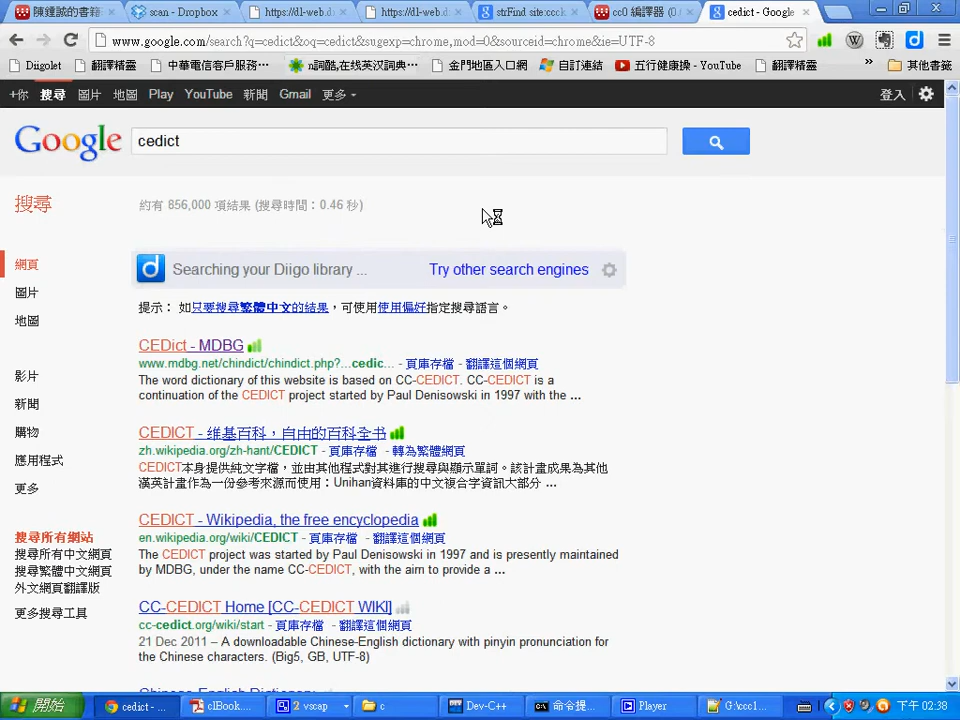 陳鍾誠的書籍
scan - Dropbox
https://dl-web.d
https://dl-web.d
strFind site:ccck
cc0 編譯器 (0.
cedict - Google
www.google.com/search?q=cedict&oq=cedict&sugexp=chrome,mod=0&sourceid=chrome&ie=UTF-8
Diigolet
翻譯精靈
中華電信客戶服務···
n詞酷,在线英汉词典···
金門地區入口網
自訂連結
五行健康操 - YouTube
翻譯精靈
»
其他書籤
+你 搜尋 圖片 地圖 Play YouTube 新聞 Gmail 更多
登入
Google
cedict
搜尋
約有 856,000 項結果 (搜尋時間：0.46 秒)
網頁
圖片
地圖
影片
新聞
購物
應用程式
更多
搜尋所有網站
搜尋所有中文網頁
搜尋繁體中文網頁
外文網頁翻譯版
更多搜尋工具
Searching your Diigo library ...
Try other search engines
提示： 如只要搜尋繁體中文的結果，可使用使用偏好指定搜尋語言。
CEDict - MDBG
www.mdbg.net/chindict/chindict.php?...cedic... - 頁庫存檔 - 翻譯這個網頁
The word dictionary of this website is based on CC-CEDICT. CC-CEDICT is a
continuation of the CEDICT project started by Paul Denisowski in 1997 with the ...
CEDICT - 维基百科，自由的百科全书
zh.wikipedia.org/zh-hant/CEDICT - 頁庫存檔 - 轉為繁體網頁
CEDICT本身提供純文字檔，並由其他程式對其進行搜尋與顯示單詞。該計畫成果為其他
漢英計畫作為一份參考來源而使用：Unihan資料庫的中文複合字資訊大部分 ...
CEDICT - Wikipedia, the free encyclopedia
en.wikipedia.org/wiki/CEDICT - 頁庫存檔 - 翻譯這個網頁
The CEDICT project was started by Paul Denisowski in 1997 and is presently maintained
by MDBG, under the name CC-CEDICT, with the aim to provide a ...
CC-CEDICT Home [CC-CEDICT WIKI]
cc-cedict.org/wiki/start - 頁庫存檔 - 翻譯這個網頁
21 Dec 2011 – A downloadable Chinese-English dictionary with pinyin pronunciation for
the Chinese characters. (Big5, GB, UTF-8)
Chinese-English Dictionary
開始
cedict - ...
clBook....
2 vscap
c
Dev-C++
命令提...
Player
G:\ccc1...
下午 02:38